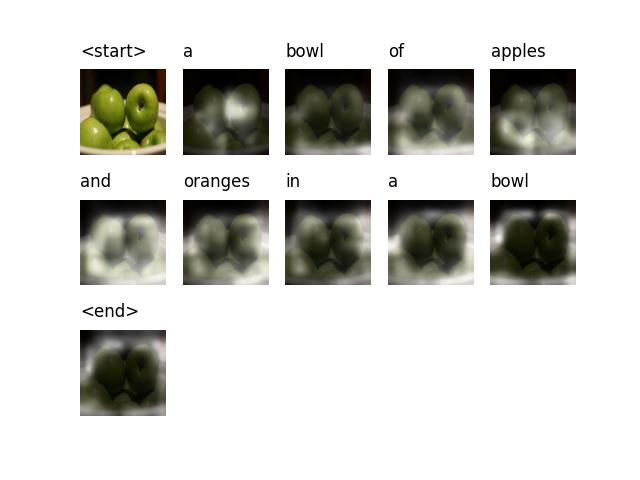 <start> a bowl of apples
and oranges in a bowl
<end>